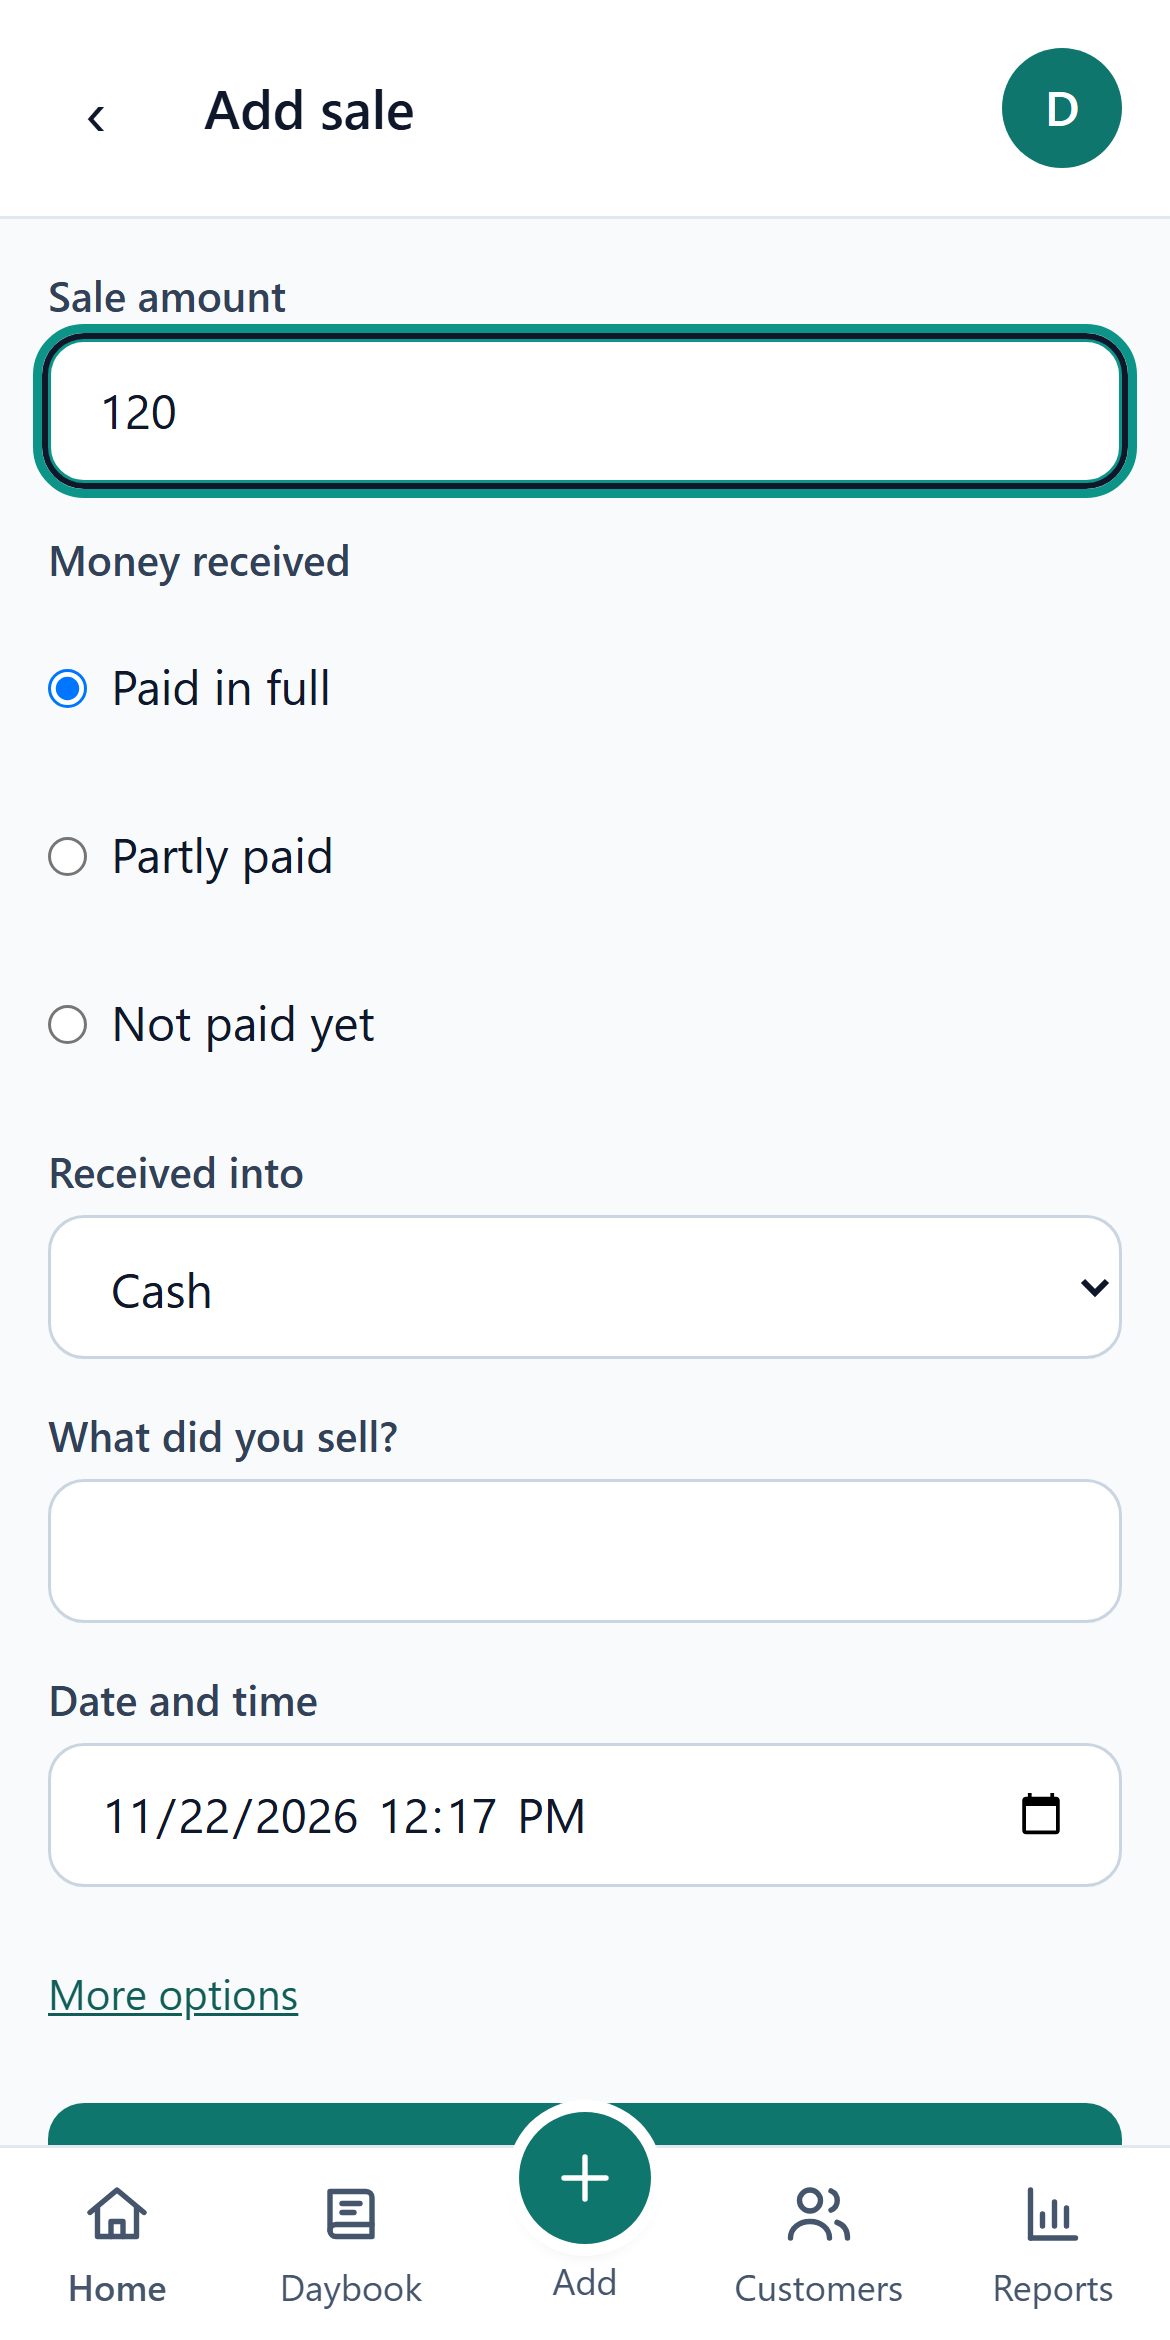 ‹ Add sale D
Sale amount
120
Money received
Paid in full
Partly paid
Not paid yet
Received into
Cash
What did you sell?
Date and time
11/22/2026 12:17 PM
More options
Home Daybook Add Customers Reports